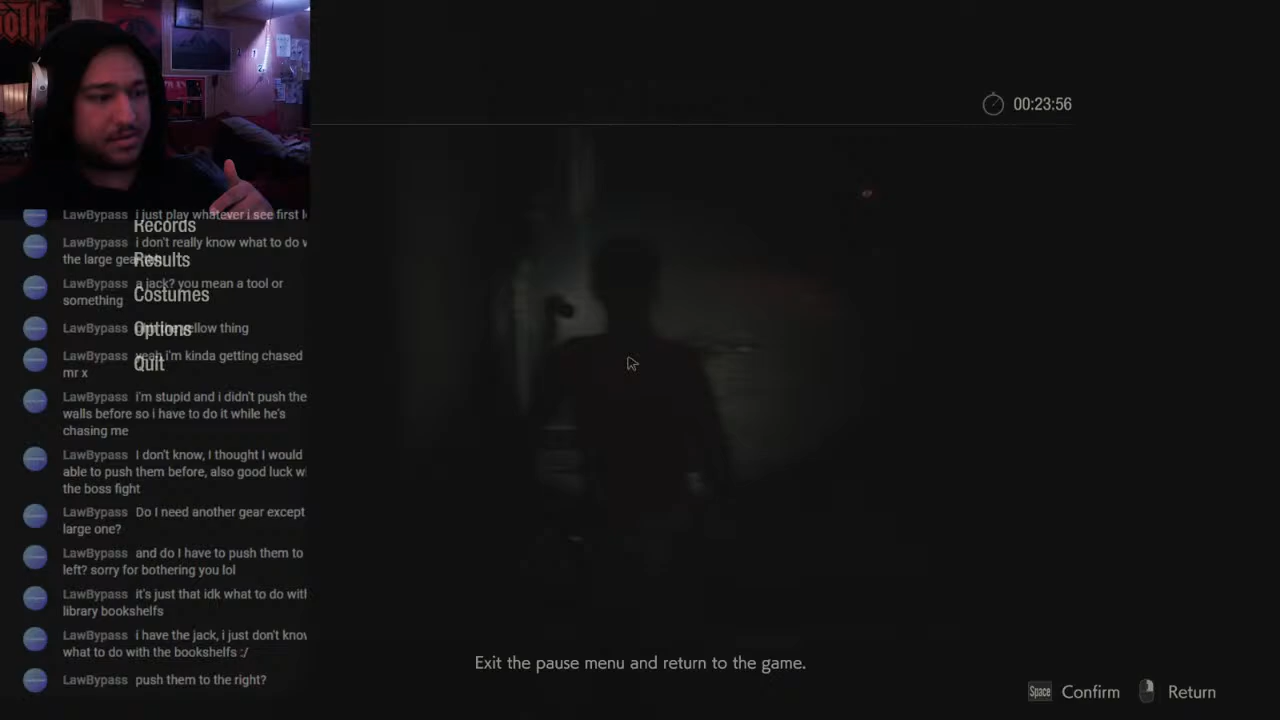 00:23:56
LawBypass i just play whatever i see first
Records
LawBypass i don't really know what to do
the large
Results
LawBypass a jack? you mean a tool or
something
Costumes
LawBypass yellow thing
Options
LawBypass yeah i'm kinda getting chased
mr x
Quit
LawBypass i'm stupid and i didn't push the
walls before so i have to do it while he's
chasing me
LawBypass I don't know, I thought I would
able to push them before, also good luck w
the boss fight
LawBypass Do I need another gear except
large one?
LawBypass and do I have to push them to
left? sorry for bothering you lol
LawBypass it's just that idk what to do with
library bookshelfs
LawBypass i have the jack, i just don't know
what to do with the bookshelfs :/
LawBypass push them to the right?
Exit the pause menu and return to the game.
Space Confirm Return